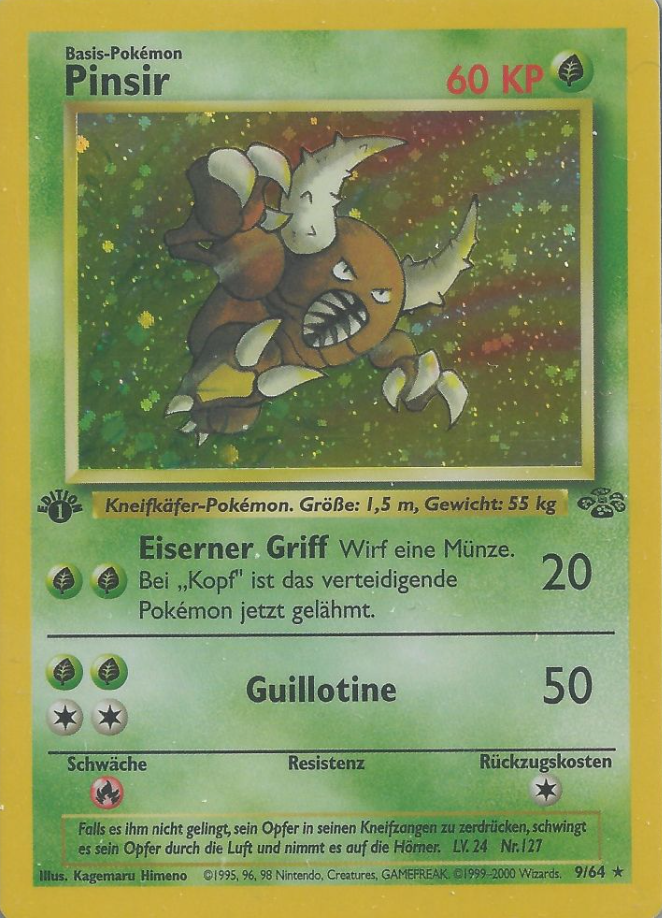 Basis-Pokémon
Pinsir
60 KP
EDITION
1
Kneifkäfer-Pokémon. Größe: 1,5 m, Gewicht: 55 kg
Eiserner Griff Wirf eine Münze.
Bei „Kopf" ist das verteidigende
Pokémon jetzt gelähmt.
20
Guillotine
50
Schwäche
Resistenz
Rückzugskosten
Falls es ihm nicht gelingt, sein Opfer in seinen Kneifzangen zu zerdrücken, schwingt
es sein Opfer durch die Luft und nimmt es auf die Hörner. LV. 24 Nr.127
Illus. Kagemaru Himeno ©1995, 96, 98 Nintendo, Creatures, GAMEFREAK. ©1999-2000 Wizards. 9/64 ★